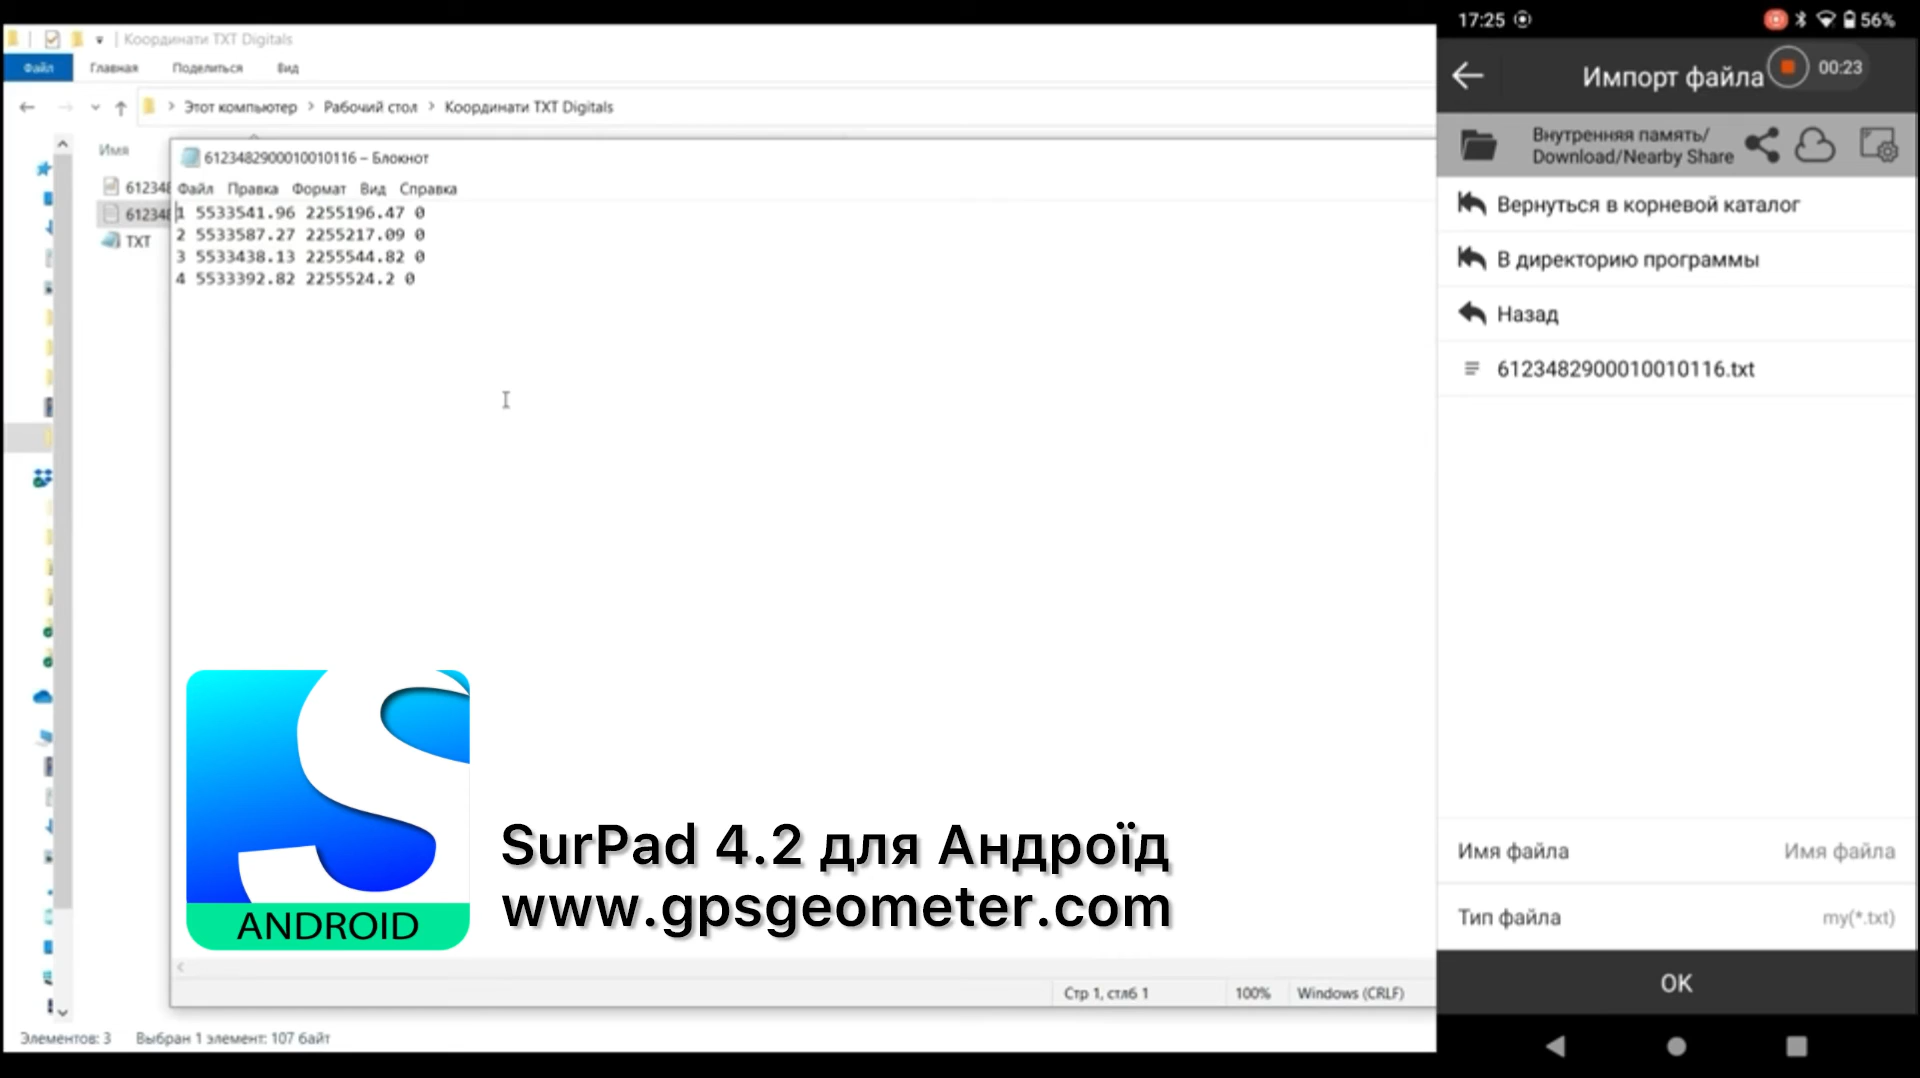 Координати TXT Digitals
Файл Главная Поделиться Вид
Этот компьютер Рабочий стол Координати TXT Digitals
Имя
61234
61234
TXT
6123482900010010116 – Блокнот
Файл Правка Формат Вид Справка
1 5533541.96 2255196.47 0
2 5533587.27 2255217.09 0
3 5533438.13 2255544.82 0
4 5533392.82 2255524.2 0
ANDROID
SurPad 4.2 для Андроїд
www.gpsgeometer.com
Стр 1, стлб 1 100% Windows (CRLF)
Элементов: 3 Выбран 1 элемент: 107 байт
17:25 56%
Импорт файла 00:23
Внутренняя память/
Download/Nearby Share
Вернуться в корневой каталог
В директорию программы
Назад
6123482900010010116.txt
Имя файла Имя файла
Тип файла my(*.txt)
OK